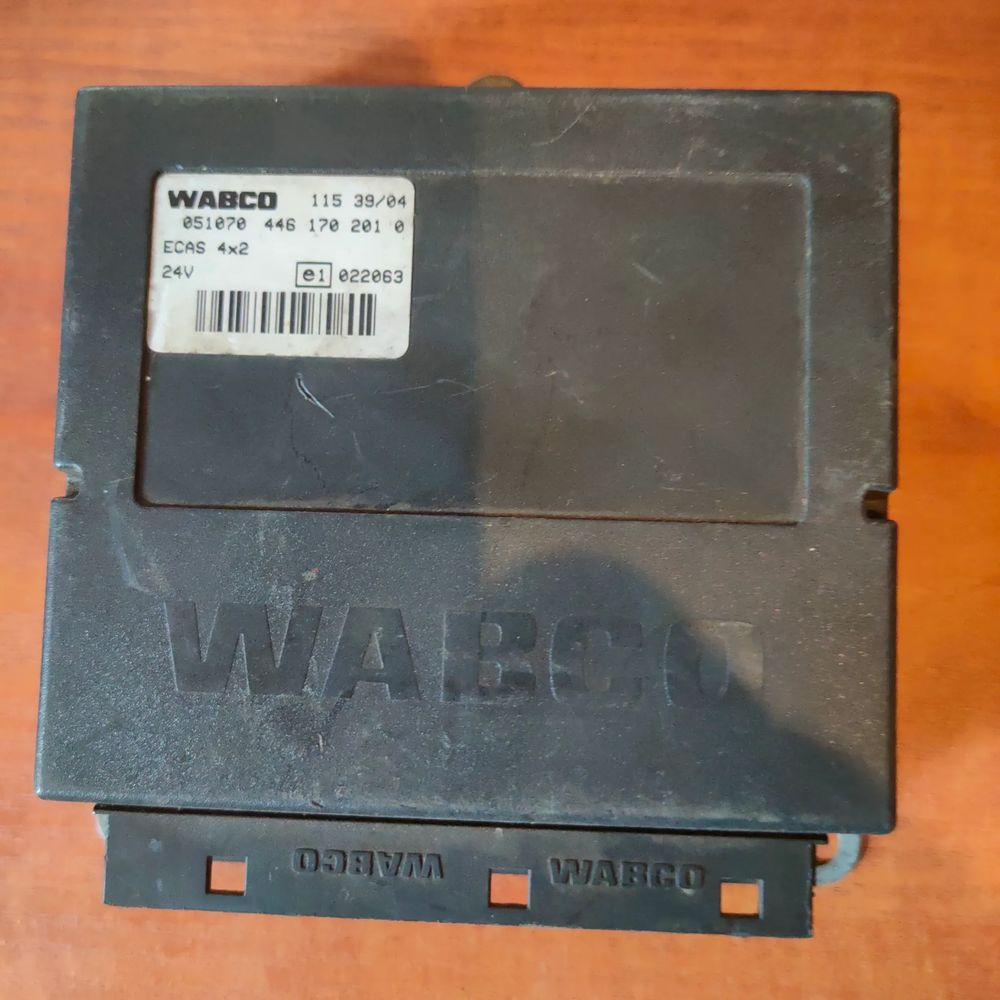 WABCO 115 39/04
051070 446 170 201 0
ECAS 4x2
24V e1 022063
WABCO
WABCO WABCO